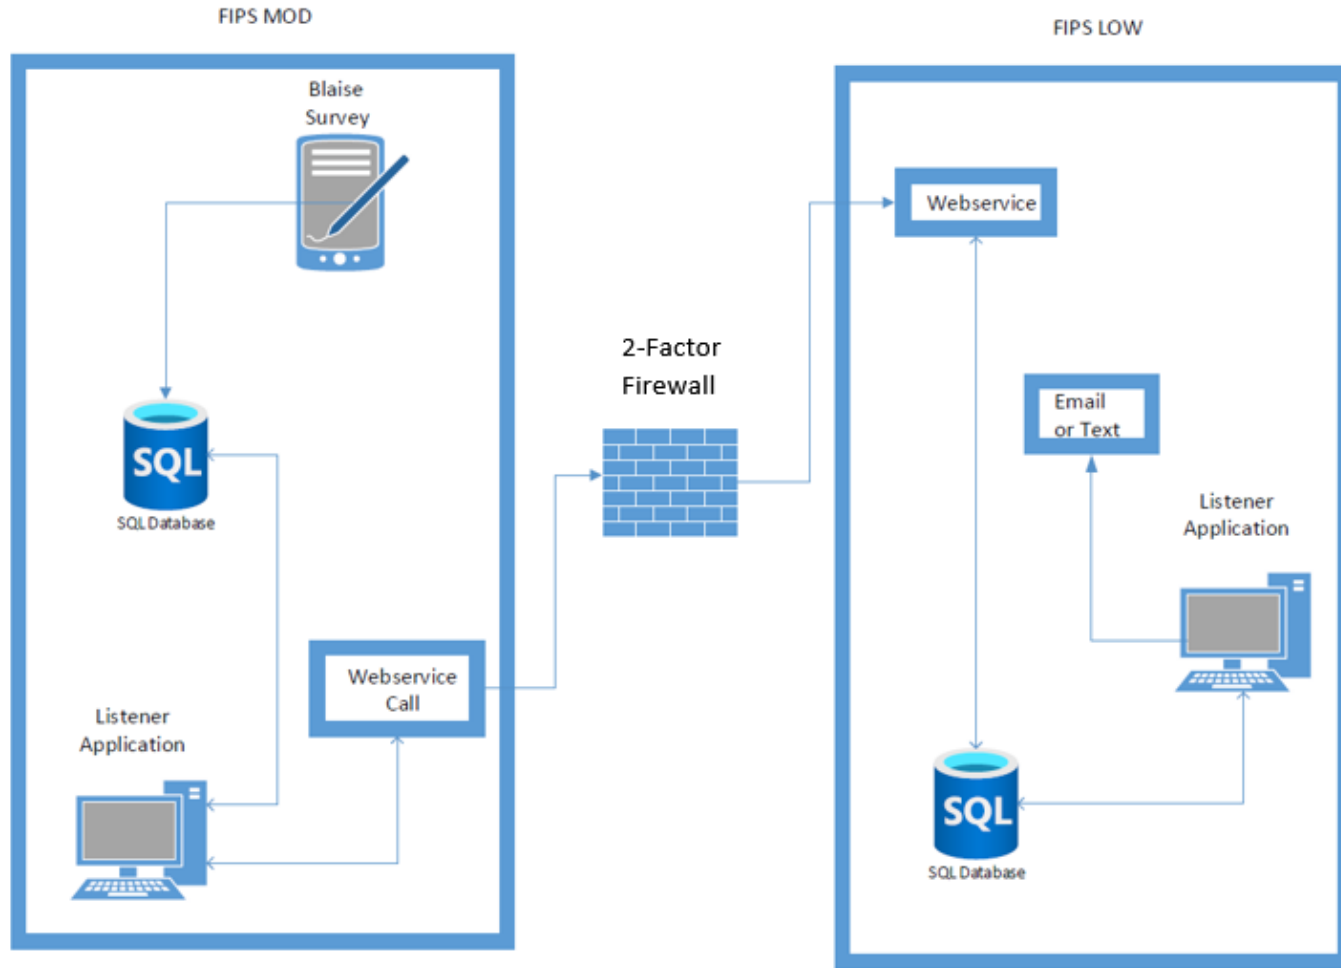 FIPS MOD
Blaise
Survey
SQL
SQL Database
Webservice
Call
Listener
Application
2-Factor
Firewall
FIPS LOW
Webservice
Email
or Text
Listener
Application
SQL
SQL Database